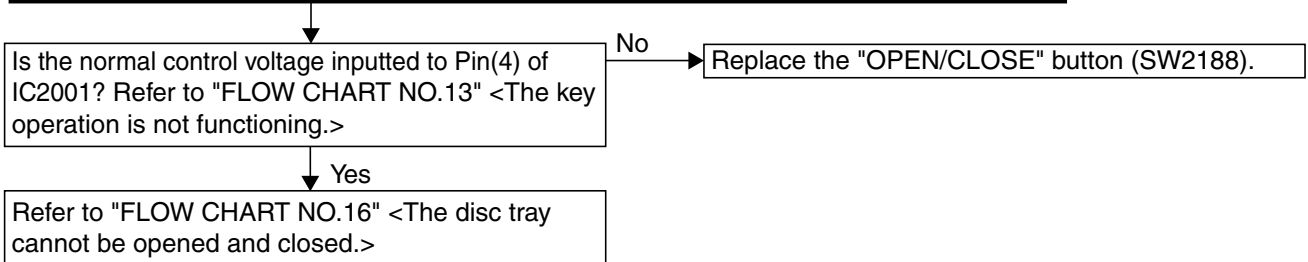 Is the normal control voltage inputted to Pin(4) of
IC2001? Refer to "FLOW CHART NO.13" <The key
operation is not functioning.>
No
Replace the "OPEN/CLOSE" button (SW2188).
Yes
Refer to "FLOW CHART NO.16" <The disc tray
cannot be opened and closed.>